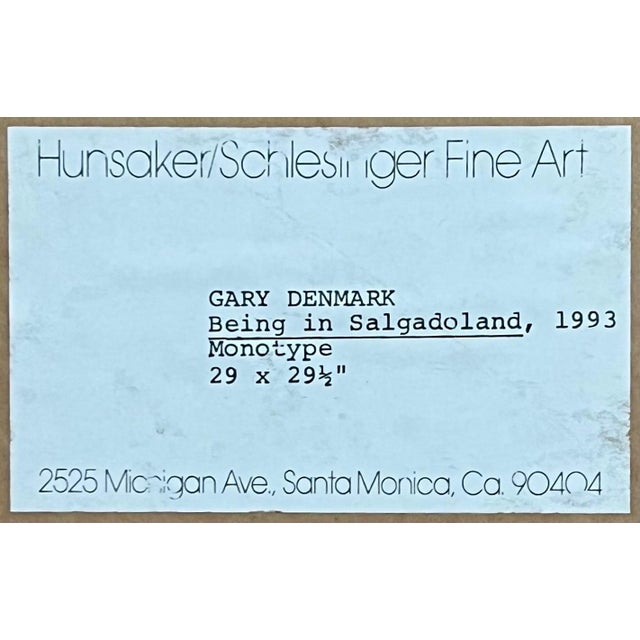 Hunsaker/Schlesinger Fine Art
GARY DENMARK
Being in Salgadoland, 1993
Monotype
29 x 29½"
2525 Michigan Ave., Santa Monica, Ca. 90404